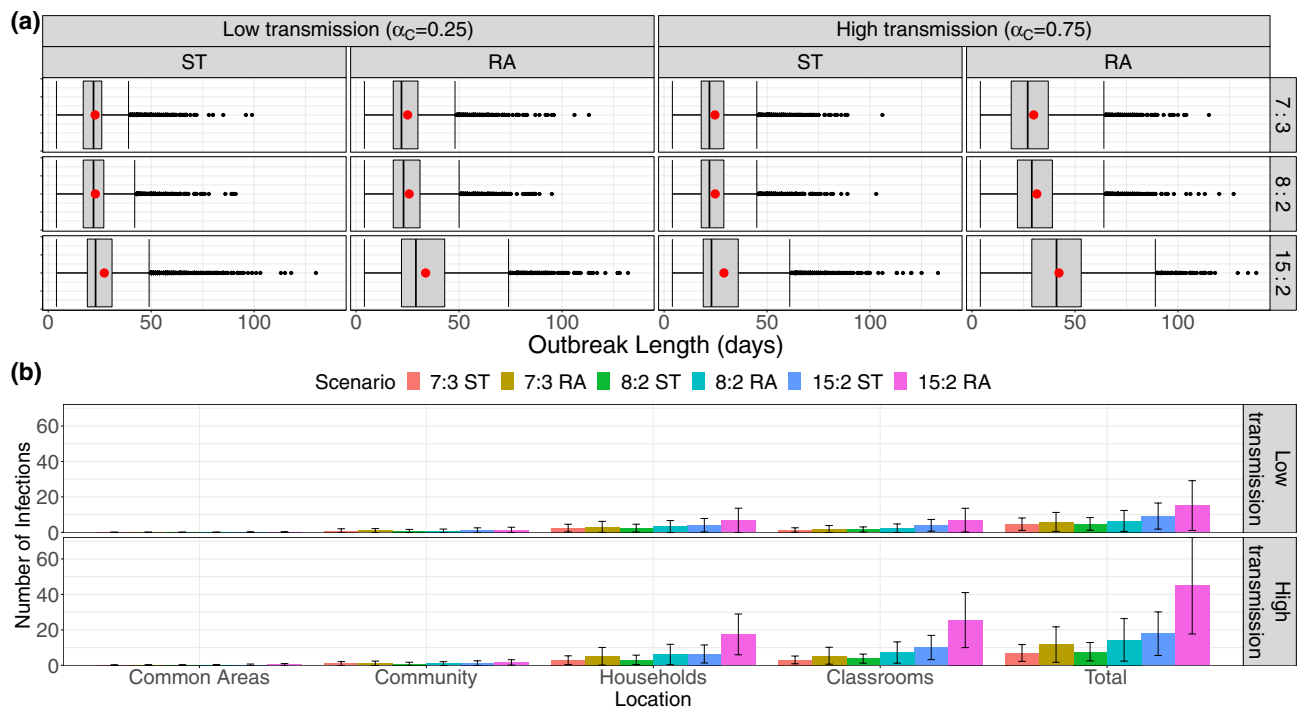 (a)
Low transmission (αC=0.25) High transmission (αC=0.75)
ST RA ST RA
7 : 3
8 : 2
15 : 2
0 50 100 0 50 100 0 50 100 0 50 100
Outbreak Length (days)
(b)
Scenario 7:3 ST 7:3 RA 8:2 ST 8:2 RA 15:2 ST 15:2 RA
Number of Infections
60
40
20
0
Low
transmission
60
40
20
0
High
transmission
Common Areas Community Households Classrooms Total
Location